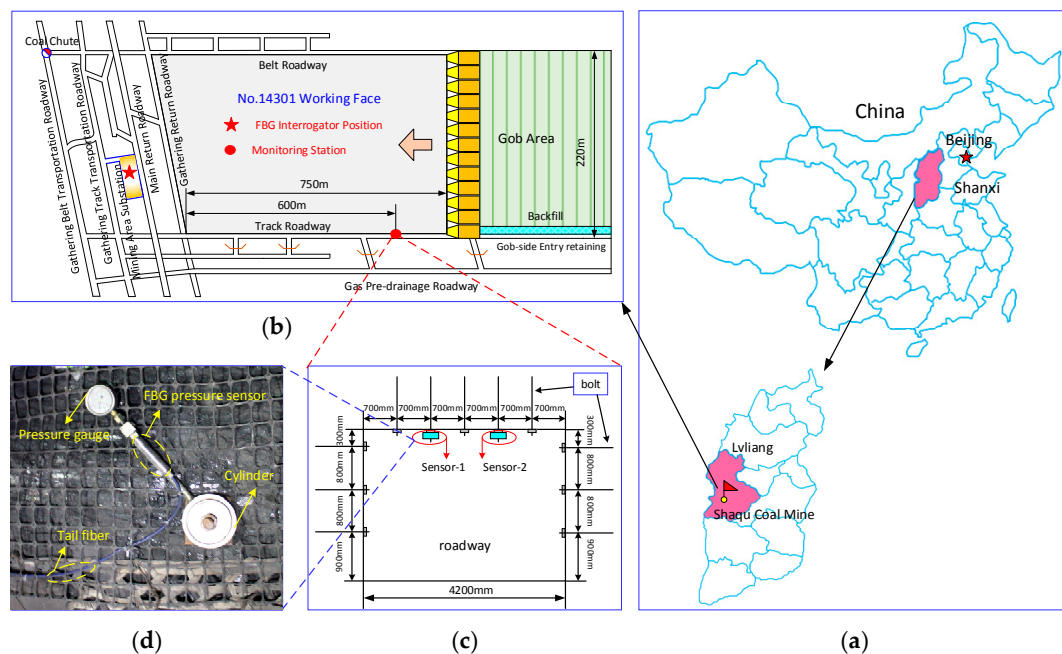 Coal Chute
Gathering Belt Transportation Roadway
Gathering Track Transportation Roadway
Mining Area Substation
Main Return Roadway
Gathering Return Roadway
Belt Roadway
No.14301 Working Face
FBG Interrogator Position
Monitoring Station
750m
600m
Track Roadway
Gob Area
220m
Backfill
Gob-side Entry retaining
Gas Pre-drainage Roadway
(b)
China
Beijing
Shanxi
Lvliang
Shaqu Coal Mine
(a)
FBG pressure sensor
Pressure gauge
Cylinder
Tail fiber
(d)
bolt
700mm
700mm
700mm
700mm
700mm
700mm
300mm
800mm
800mm
900mm
300mm
800mm
800mm
900mm
Sensor-1
Sensor-2
roadway
4200mm
(c)